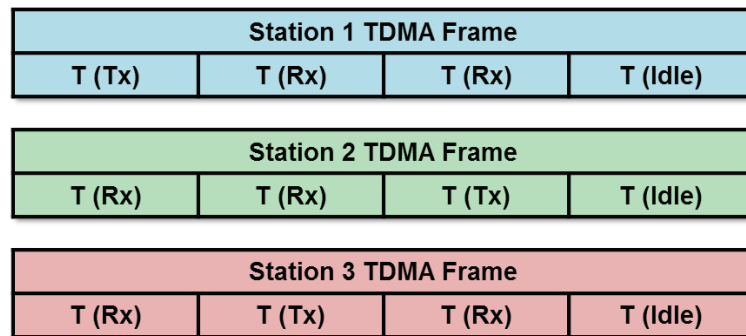 Station 1 TDMA Frame
T (Tx) T (Rx) T (Rx) T (Idle)
Station 2 TDMA Frame
T (Rx) T (Rx) T (Tx) T (Idle)
Station 3 TDMA Frame
T (Rx) T (Tx) T (Rx) T (Idle)